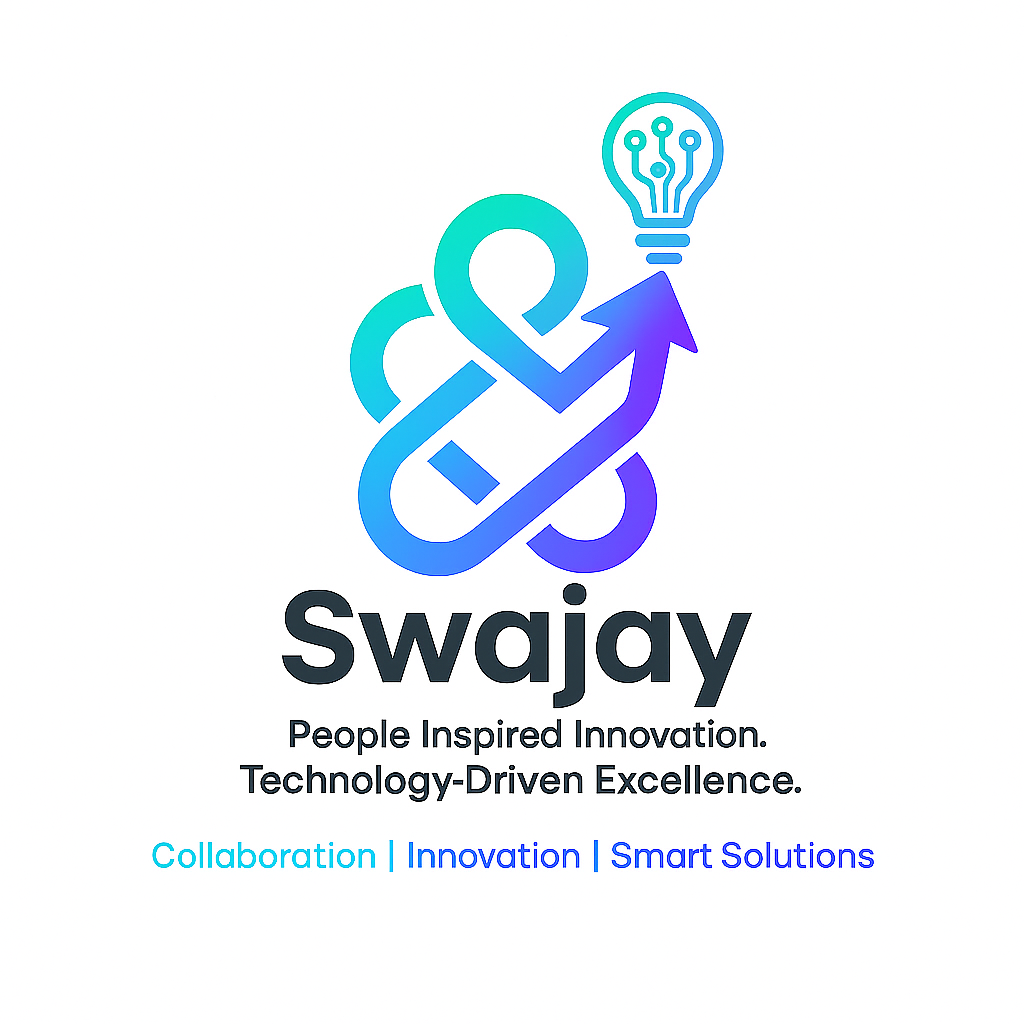 Swajay
People Inspired Innovation.
Technology-Driven Excellence.
Collaboration | Innovation | Smart Solutions